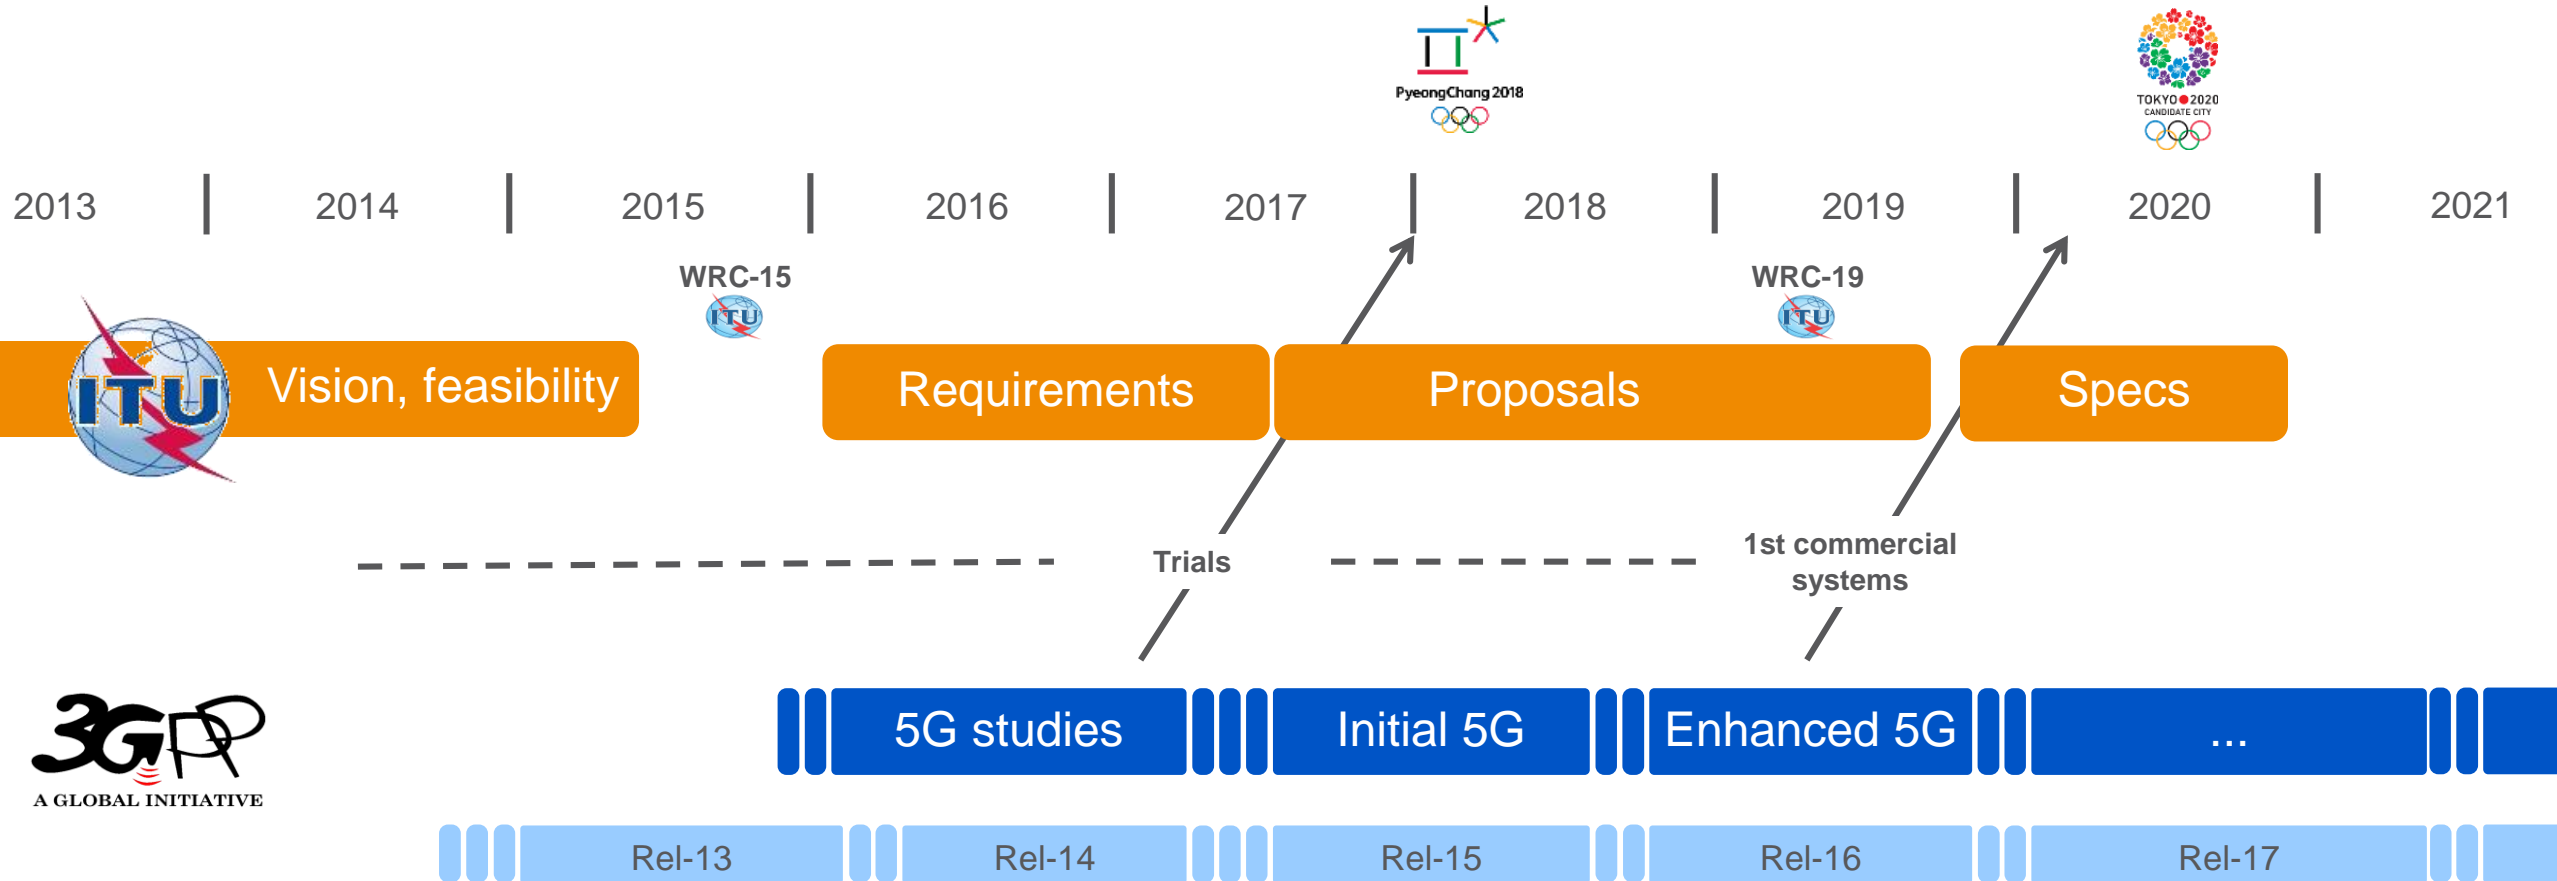 PyeongChang 2018
TOKYO 2020
CANDIDATE CITY
2013 2014 2015 2016 2017 2018 2019 2020 2021
WRC-15
WRC-19
ITU
ITU
ITU
Vision, feasibility
Requirements
Proposals
Specs
Trials
1st commercial
systems
3GPP
A GLOBAL INITIATIVE
5G studies
Initial 5G
Enhanced 5G
...
Rel-13
Rel-14
Rel-15
Rel-16
Rel-17